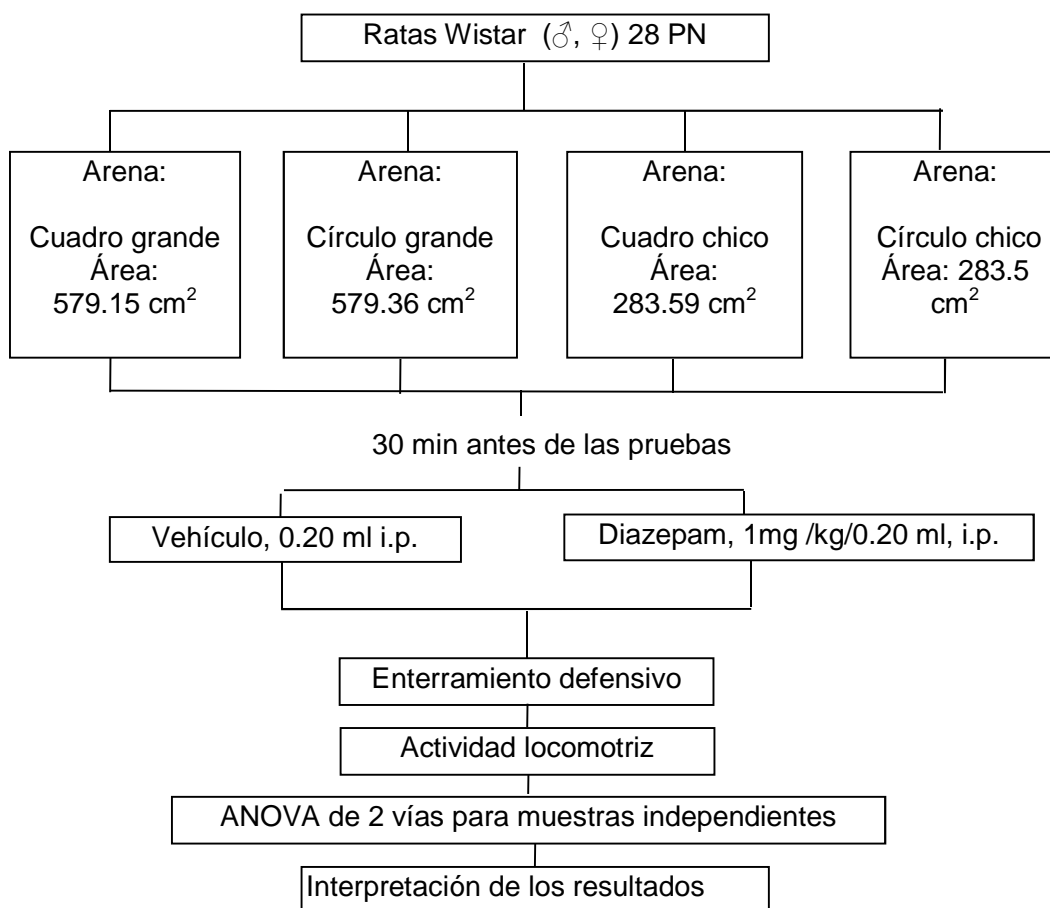 Ratas Wistar (♂, ♀) 28 PN
Arena:
Cuadro grande
Área:
579.15 cm²
Arena:
Círculo grande
Área:
579.36 cm²
Arena:
Cuadro chico
Área:
283.59 cm²
Arena:
Círculo chico
Área: 283.5
cm²
30 min antes de las pruebas
Vehículo, 0.20 ml i.p.
Diazepam, 1mg /kg/0.20 ml, i.p.
Enterramiento defensivo
Actividad locomotriz
ANOVA de 2 vías para muestras independientes
Interpretación de los resultados